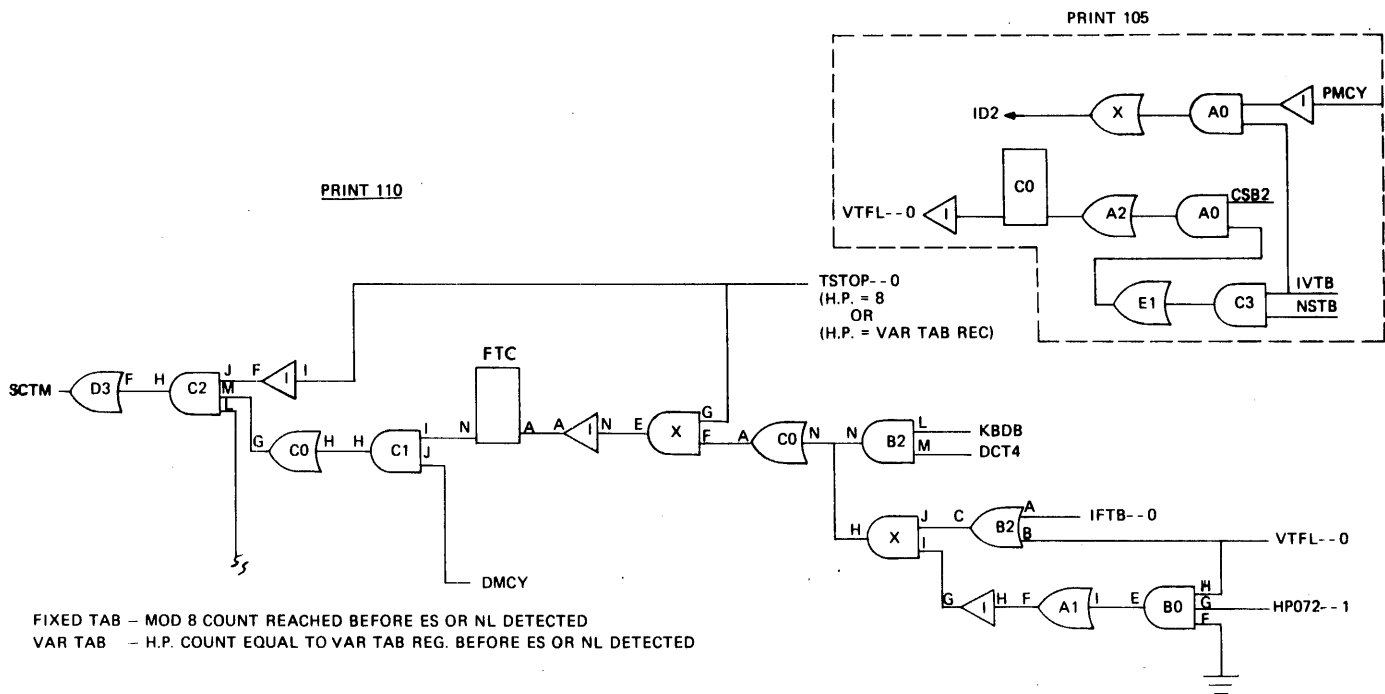 PRINT 105
ID2
X
A0
I
PMCY
PRINT 110
VTFL--0
I
C0
A2
A0
CSB2
E1
C3
IVTB
NSTB
TSTOP--0
(H.P. = 8
OR
(H.P. = VAR TAB REC)
FTC
SCTM
D3
F
H
C2
J
M
L
F
I
I
G
C0
H
H
C1
I
J
N
A
A
I
N
E
X
G
F
A
C0
N
N
B2
L
M
KBDB
DCT4
H
X
J
I
C
B2
A
B
IFTB--0
VTFL--0
DMCY
G
I
H
F
A1
I
E
B0
H
G
F
HP072--1
FIXED TAB – MOD 8 COUNT REACHED BEFORE ES OR NL DETECTED
VAR TAB – H.P. COUNT EQUAL TO VAR TAB REG. BEFORE ES OR NL DETECTED